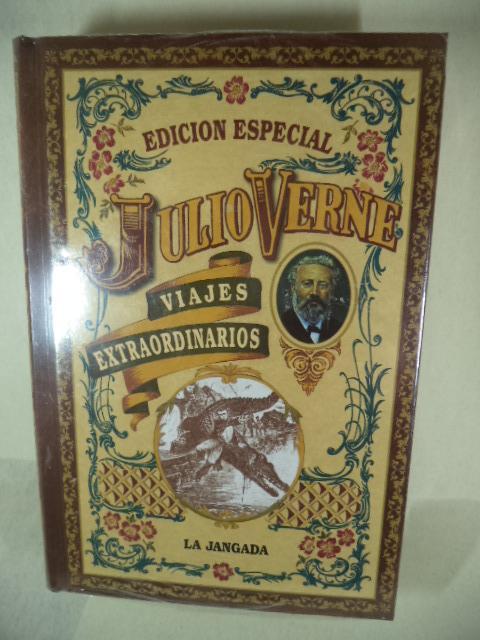 EDICION ESPECIAL
JULIO VERNE
VIAJES
EXTRAORDINARIOS
LA JANGADA